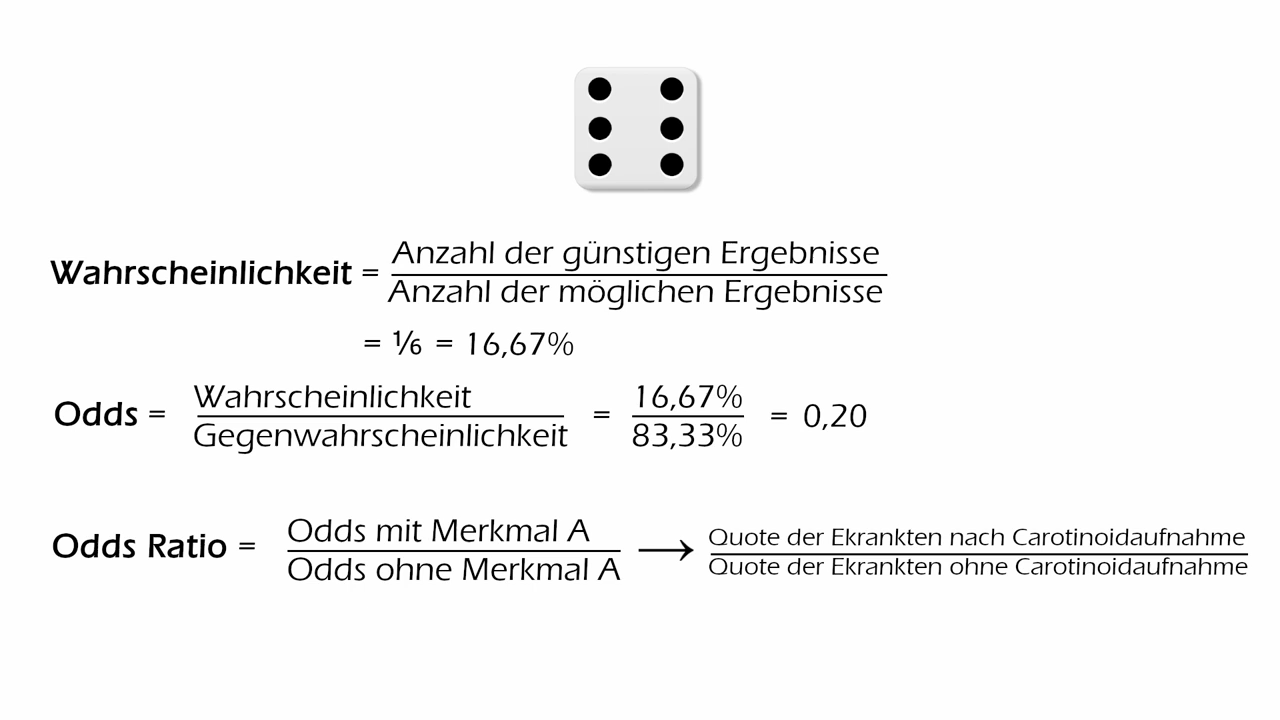 Wahrscheinlichkeit = Anzahl der günstigen Ergebnisse
Anzahl der möglichen Ergebnisse
= ⅙ = 16,67%
Odds = Wahrscheinlichkeit = 16,67% = 0,20
Gegenwahrscheinlichkeit 83,33%
Odds Ratio = Odds mit Merkmal A → Quote der Ekrankten nach Carotinoidaufnahme
Odds ohne Merkmal A Quote der Ekrankten ohne Carotinoidaufnahme